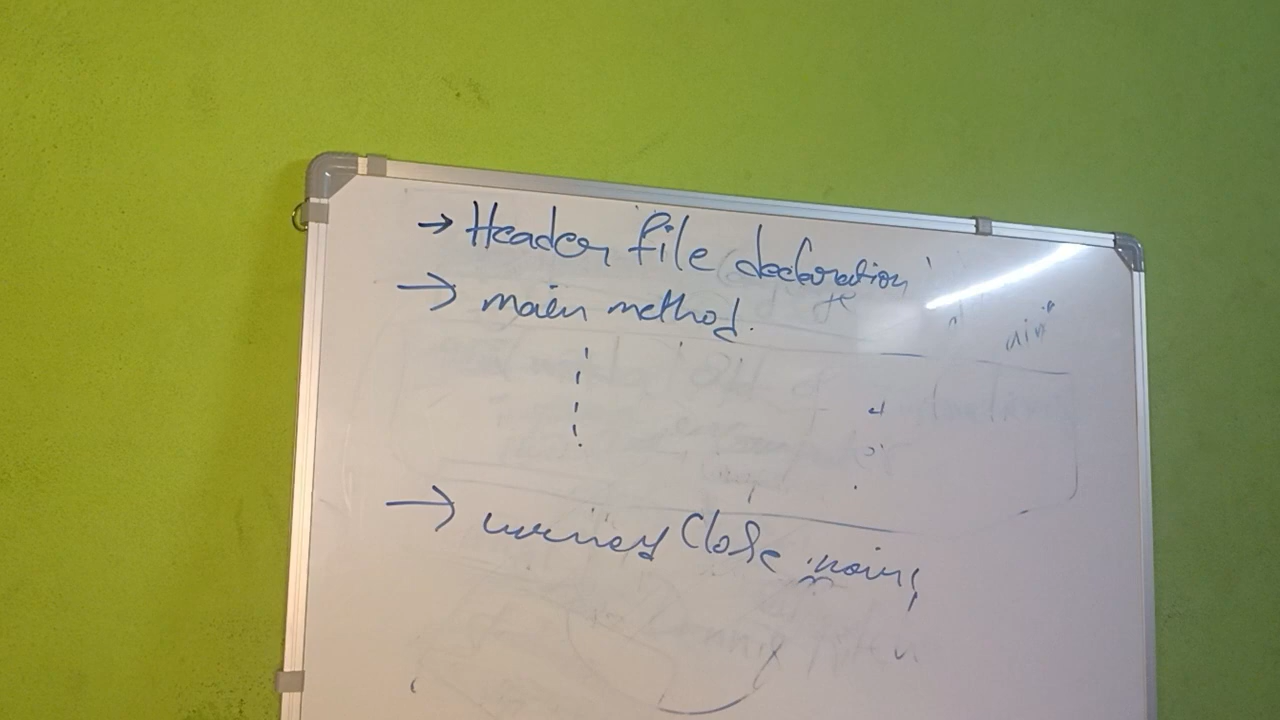 → Header file declaration
→ main method.
→ Close main